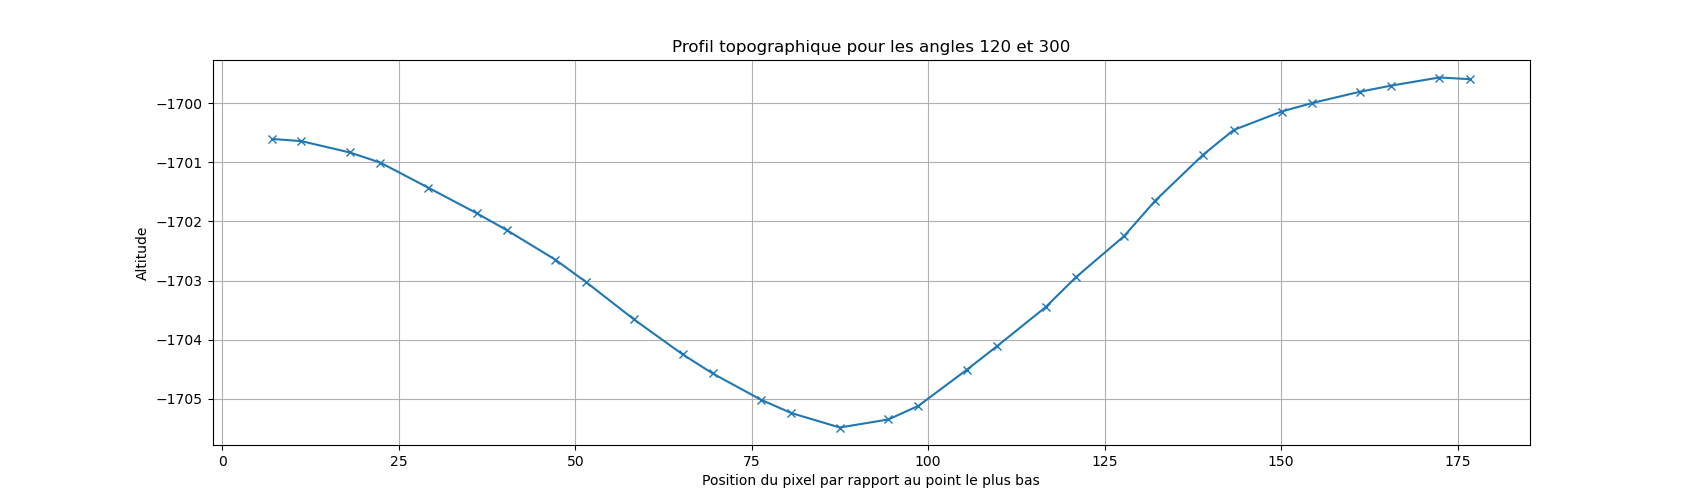 Profil topographique pour les angles 120 et 300
Altitude
−1700
−1701
−1702
−1703
−1704
−1705
0 25 50 75 100 125 150 175
Position du pixel par rapport au point le plus bas